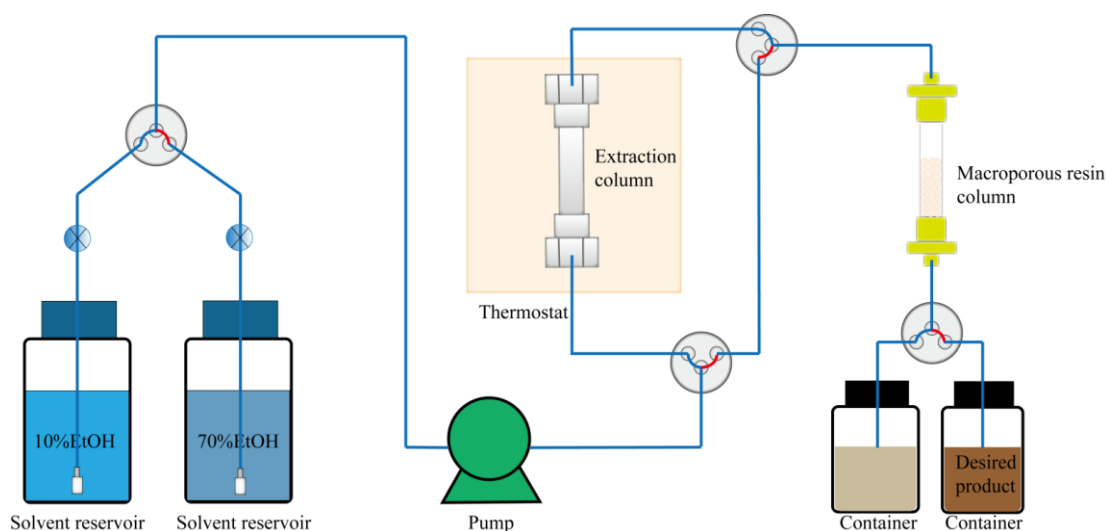 Extraction
column
Macroporous resin
column
Thermostat
10%EtOH
70%EtOH
Desired
product
Solvent reservoir
Solvent reservoir
Pump
Container
Container